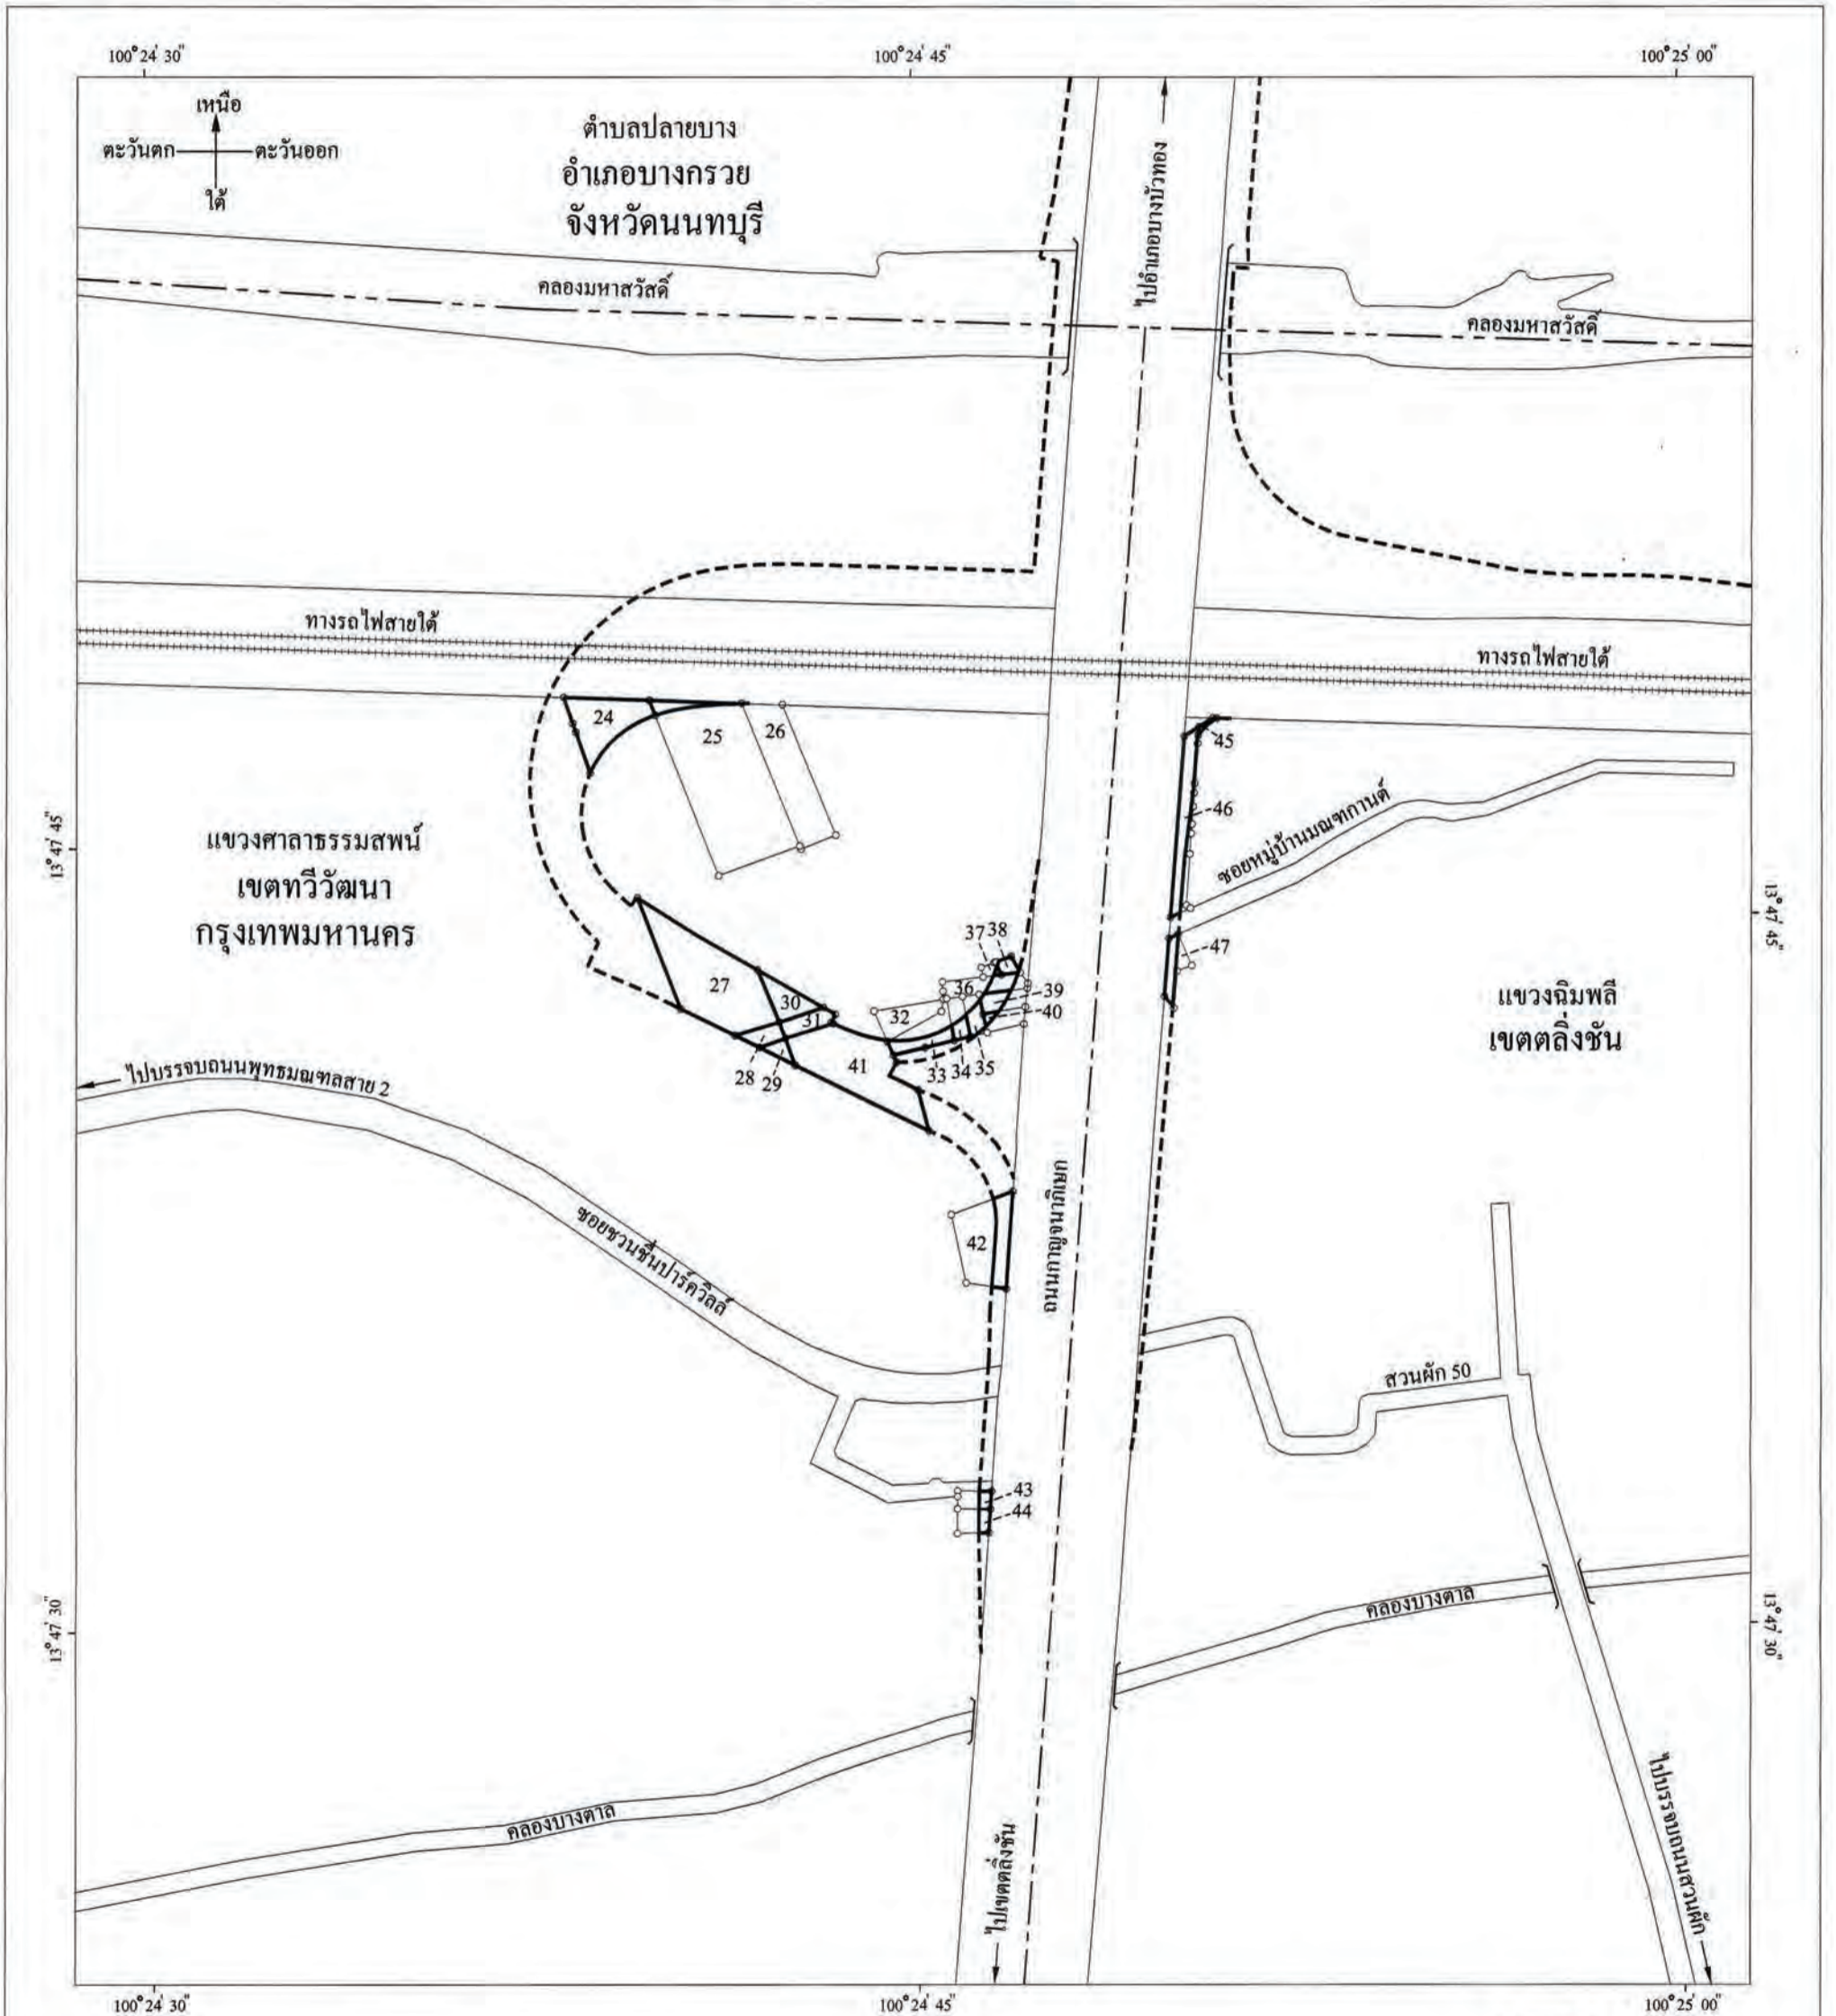 100° 24' 30"
100° 24' 45"
100° 25' 00"
เหนือ
ตะวันตก
ตะวันออก
ใต้
ตำบลปลายบาง
อำเภอบางกรวย
จังหวัดนนทบุรี
ไปอำเภอบางบัวทอง
คลองมหาสวัสดิ์
คลองมหาสวัสดิ์
ทางรถไฟสายใต้
ทางรถไฟสายใต้
24
25
26
45
46
ซอยหมู่บ้านมณฑกานต์
13° 47' 45"
แขวงศาลาธรรมสพน์
เขตทวีวัฒนา
กรุงเทพมหานคร
13° 47' 45"
47
37
38
36
39
40
27
30
31
32
28
29
41
33
34
35
แขวงฉิมพลี
เขตตลิ่งชัน
ไปบรรจบถนนพุทธมณฑลสาย 2
ถนนกาญจนาภิเษก
ซอยชวนชื่นปาร์ควิลล์
42
สวนผัก 50
43
44
คลองบางตาล
13° 47' 30"
13° 47' 30"
คลองบางตาล
ไปเขตตลิ่งชัน
ไปบรรจบถนนสวนผัก
100° 24' 30"
100° 24' 45"
100° 25' 00"